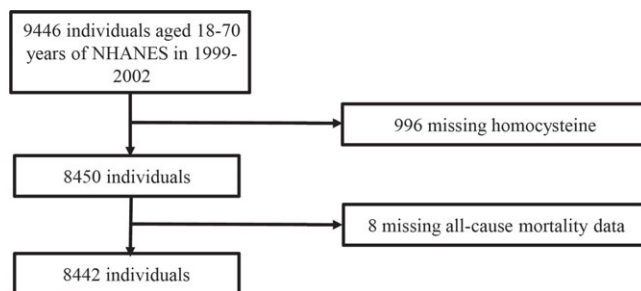 9446 individuals aged 18-70
years of NHANES in 1999-
2002
996 missing homocysteine
8450 individuals
8 missing all-cause mortality data
8442 individuals